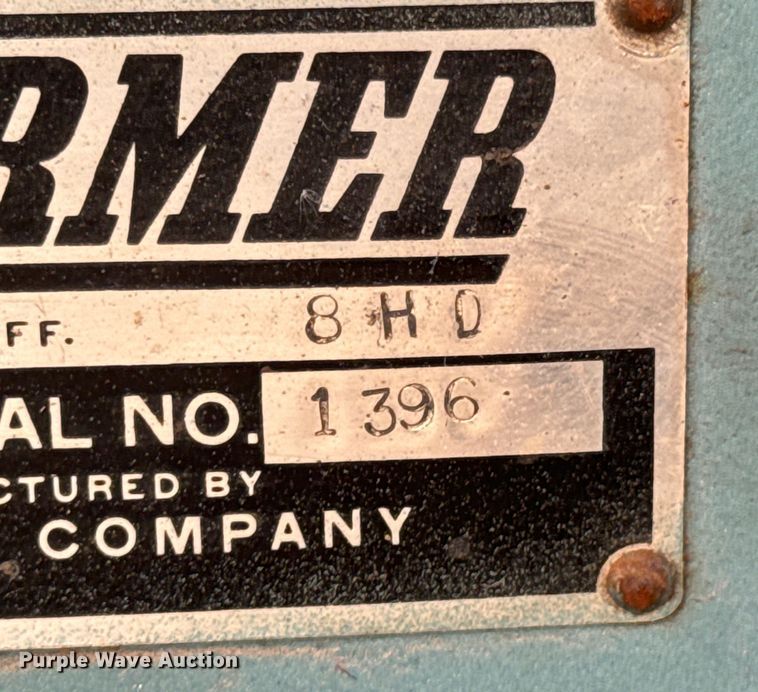 RMER
FF. 8HD
AL NO. 1396
CTURED BY
COMPANY
Purple Wave Auction